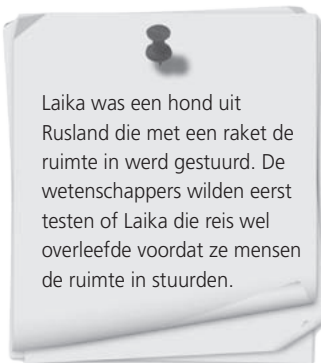 Laika was een hond uit
Rusland die met een raket de
ruimte in werd gestuurd. De
wetenschappers wilden eerst
testen of Laika die reis wel
overleefde voordat ze mensen
de ruimte in stuurden.